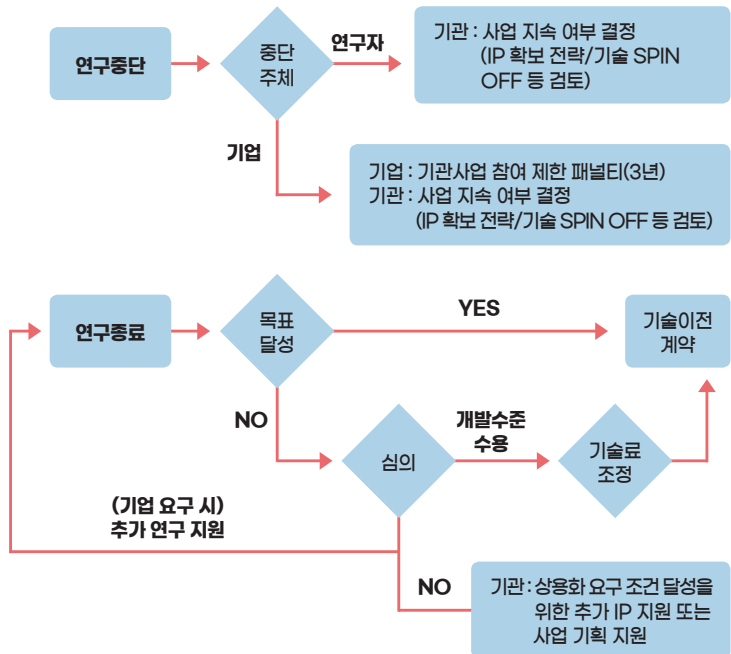 연구중단
중단
주체
연구자
기관 : 사업 지속 여부 결정
(IP 확보 전략/기술 SPIN
OFF 등 검토)
기업
기업 : 기관사업 참여 제한 패널티(3년)
기관 : 사업 지속 여부 결정
(IP 확보 전략/기술 SPIN OFF 등 검토)
연구종료
목표
달성
YES
기술이전
계약
NO
심의
개발수준
수용
기술료
조정
(기업 요구 시)
추가 연구 지원
NO
기관 : 상용화 요구 조건 달성을
위한 추가 IP 지원 또는
사업 기획 지원